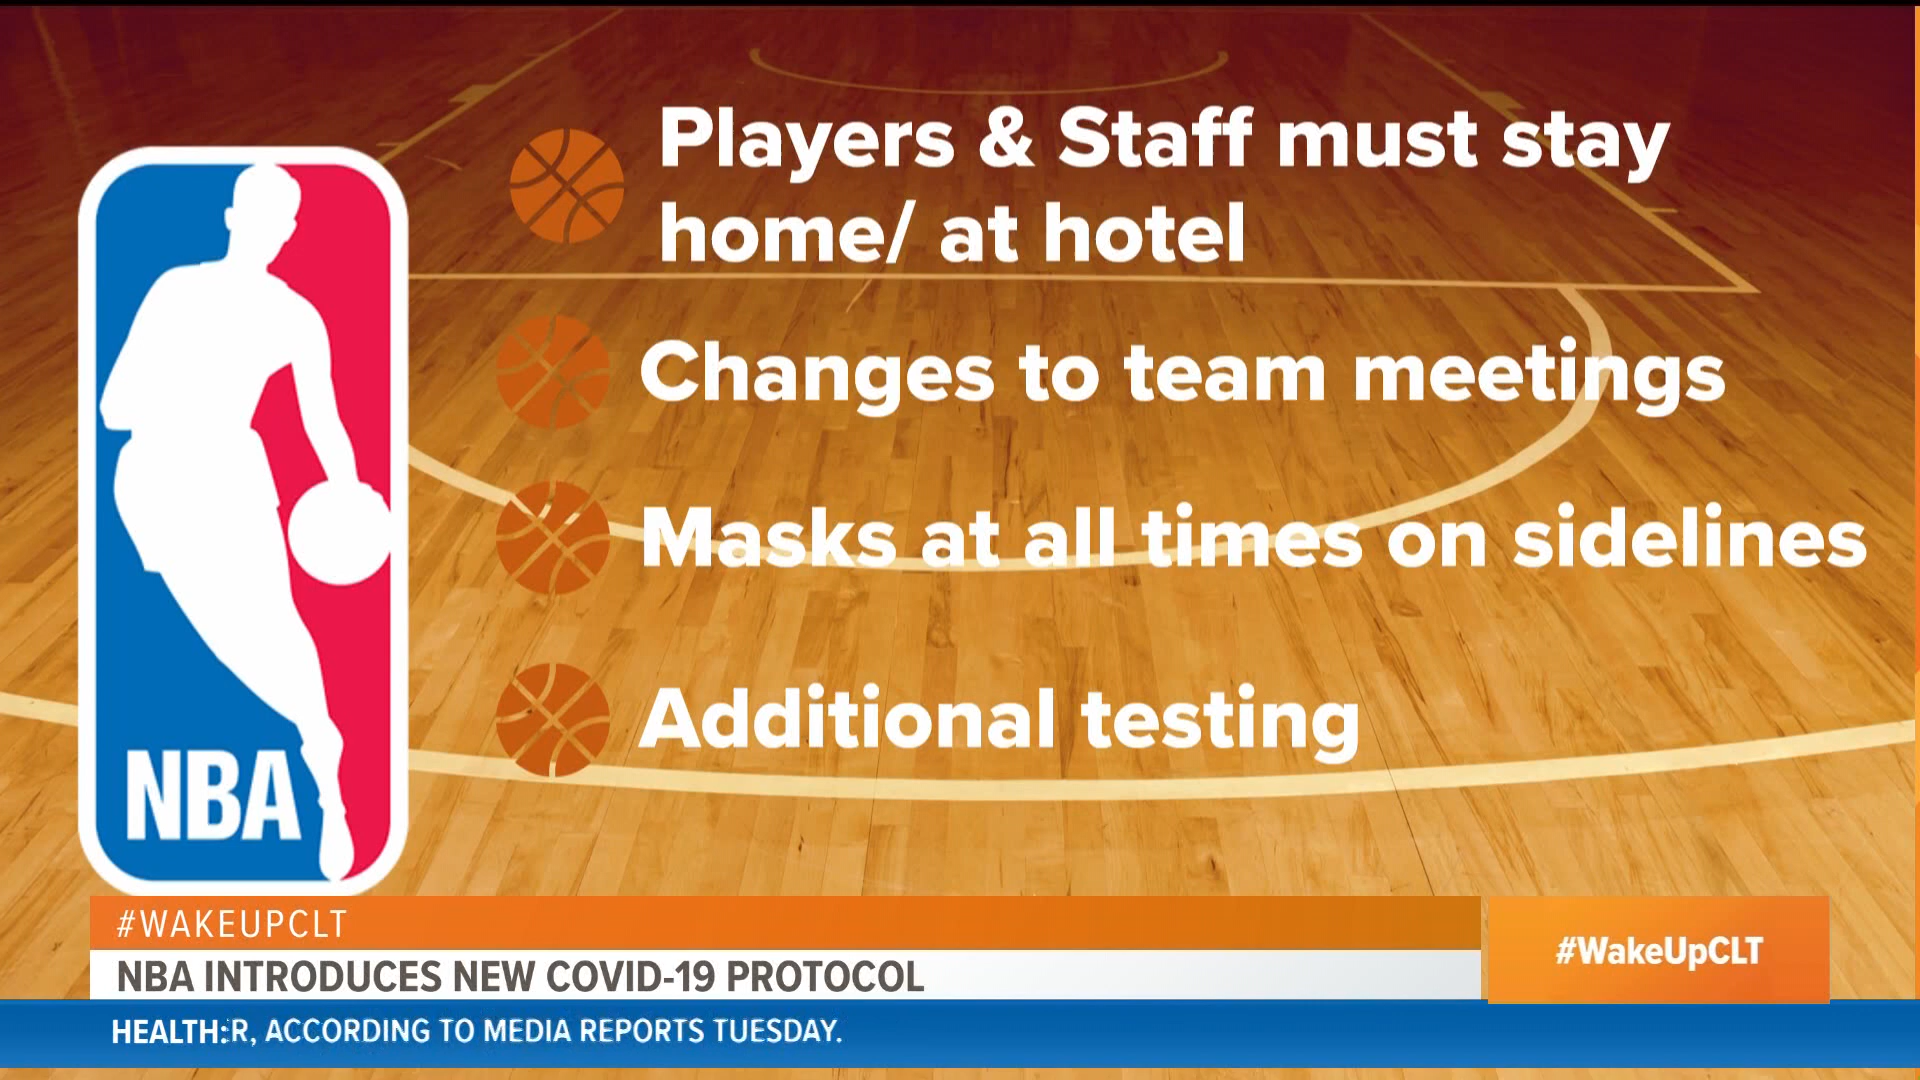 Players & Staff must stay
home/ at hotel
Changes to team meetings
Masks at all times on sidelines
Additional testing
NBA
#WAKEUPCLT
#WakeUpCLT
NBA INTRODUCES NEW COVID-19 PROTOCOL
HEALTH: R, ACCORDING TO MEDIA REPORTS TUESDAY.